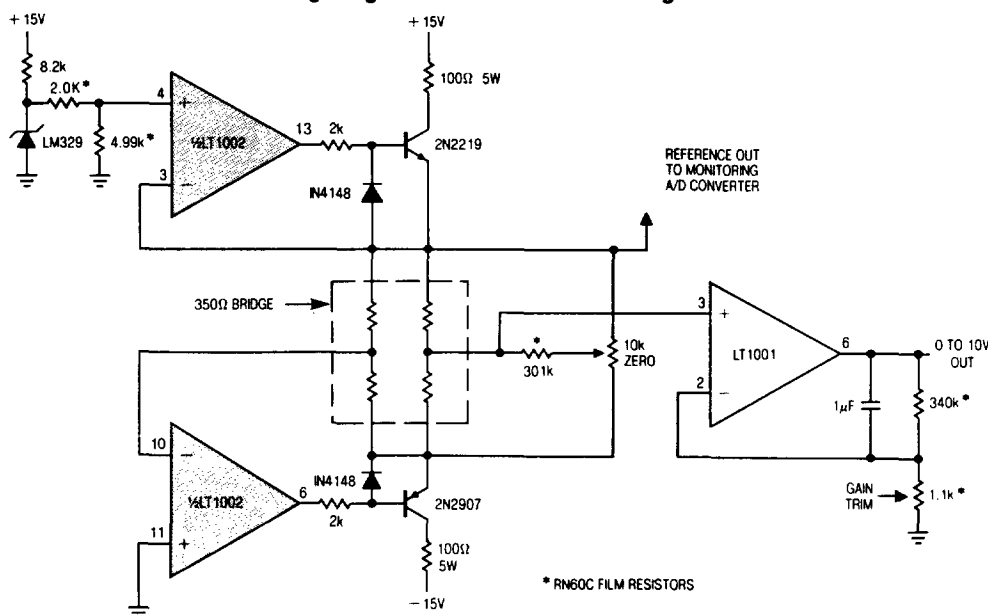 + 15V
8.2k
2.0K*
LM329
4.99k*
4
+
3
−
½LT1002
13
2k
IN4148
+ 15V
100Ω 5W
2N2219
REFERENCE OUT
TO MONITORING
A/D CONVERTER
350Ω BRIDGE
*
301k
10k
ZERO
3
+
2
−
LT1001
6
0 TO 10V
OUT
1µF
340k*
GAIN
TRIM
1.1k*
10
−
11
+
½LT1002
6
2k
IN4148
2N2907
100Ω
5W
−15V
* RN60C FILM RESISTORS